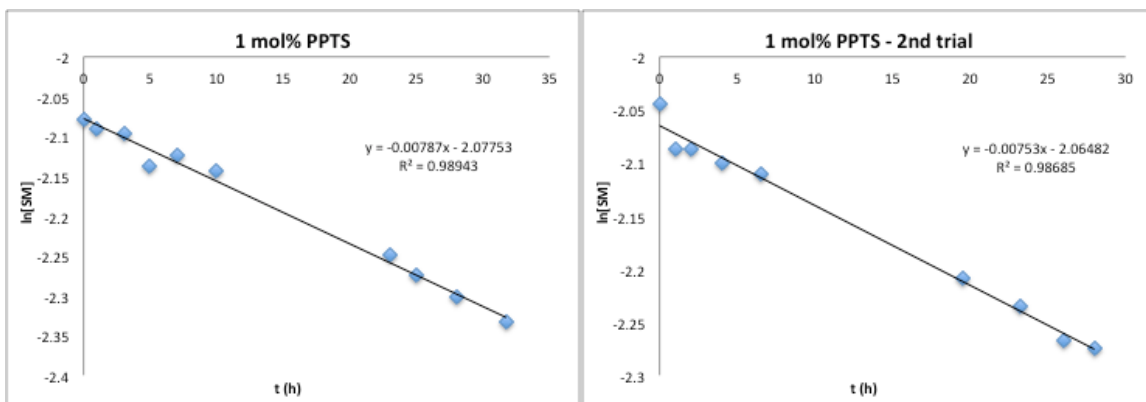 1 mol% PPTS
-2
0 5 10 15 20 25 30 35
-2.05
-2.1
y = -0.00787x - 2.07753
R² = 0.98943
-2.15
ln[SM]
-2.2
-2.25
-2.3
-2.35
-2.4
t (h)
1 mol% PPTS - 2nd trial
-2
0 5 10 15 20 25 30
-2.05
-2.1
y = -0.00753x - 2.06482
R² = 0.98685
-2.15
ln[SM]
-2.2
-2.25
-2.3
t (h)